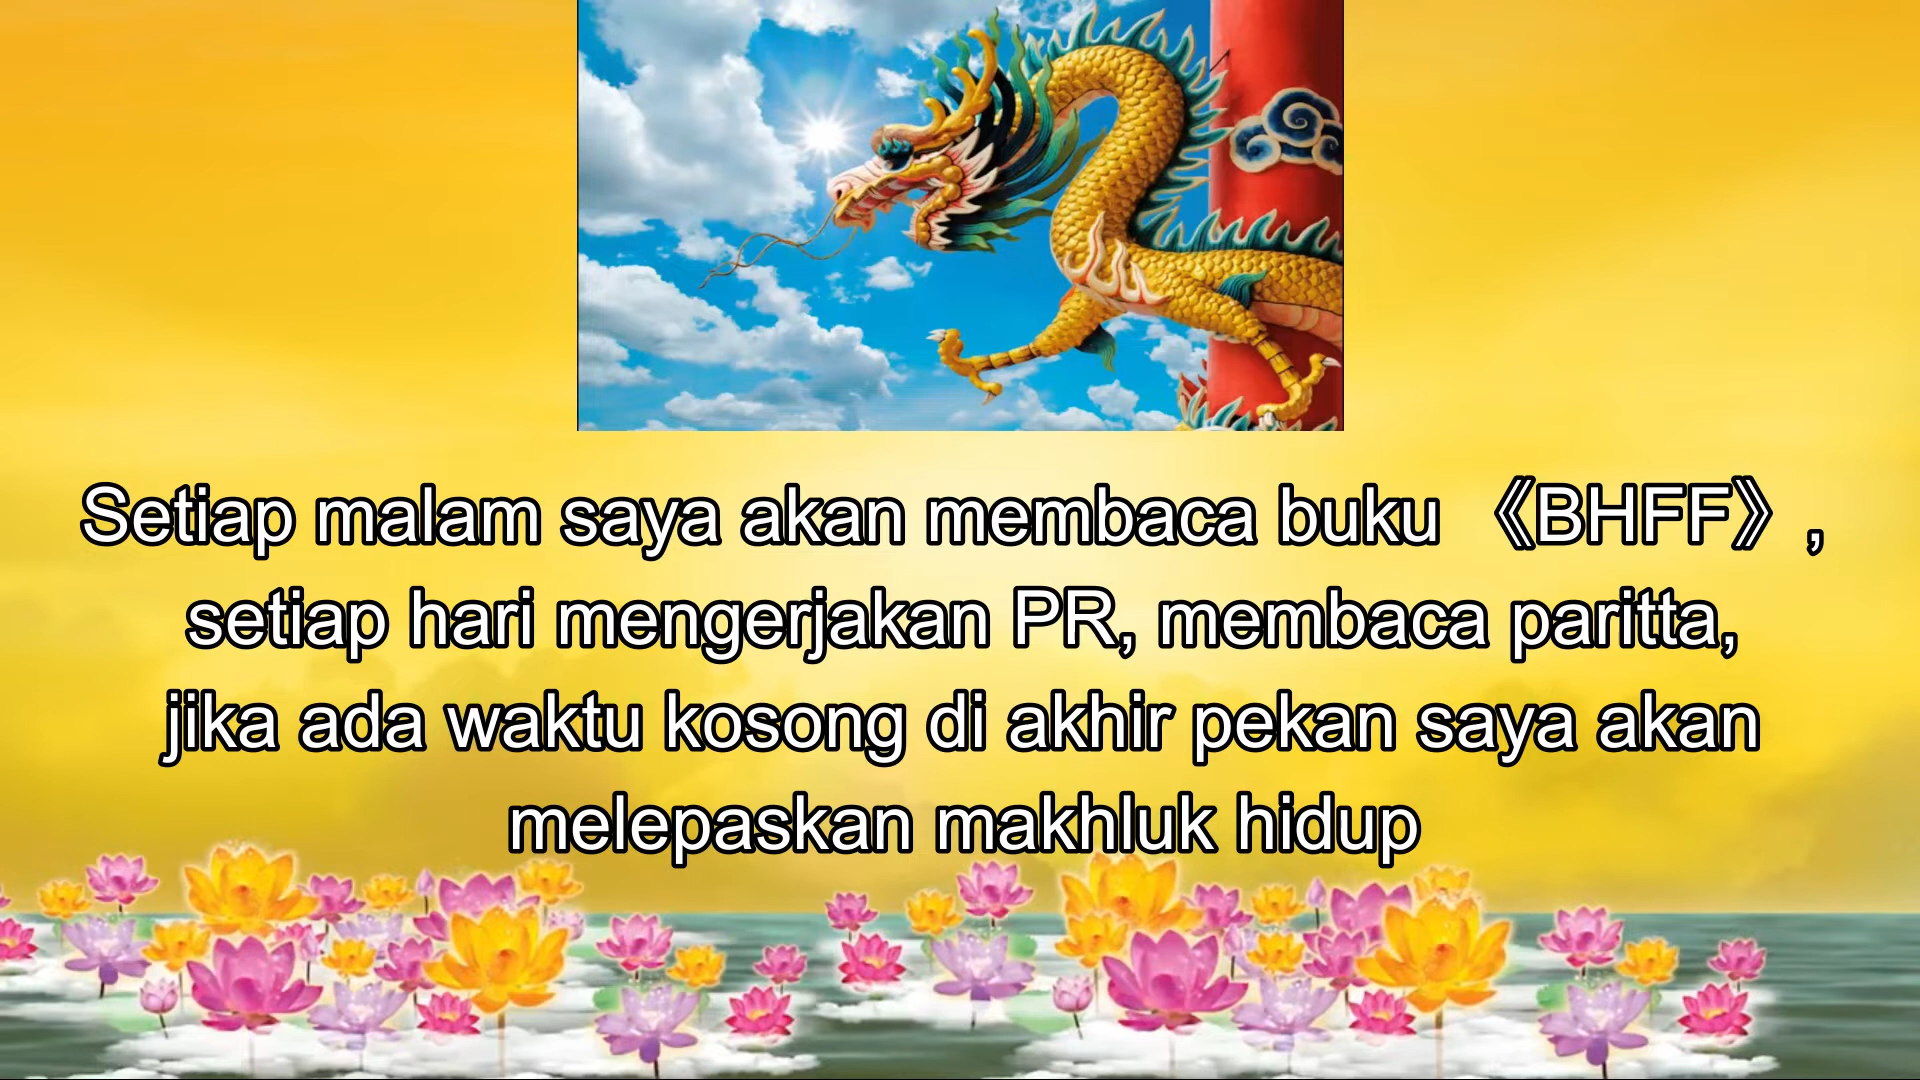 Setiap malam saya akan membaca buku 《BHFF》,
setiap hari mengerjakan PR, membaca paritta,
jika ada waktu kosong di akhir pekan saya akan
melepaskan makhluk hidup